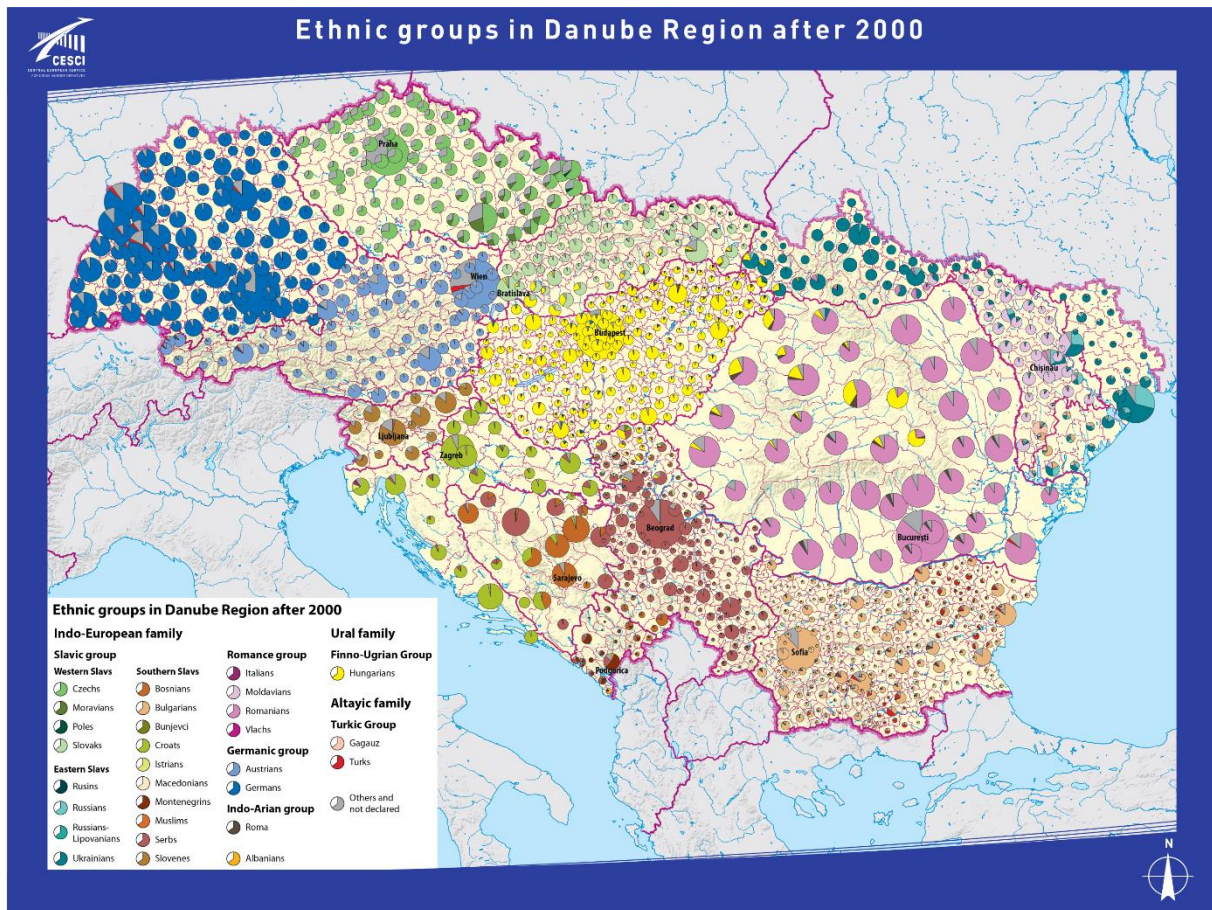 Ethnic groups in Danube Region after 2000
CESCI
CENTRAL EUROPEAN SERVICE
Praha
Wien
Bratislava
Budapest
Chișinău
Ljubljana
Zagreb
Beograd
București
Sarajevo
Podgorica
Sofia
Ethnic groups in Danube Region after 2000
Indo-European family
Slavic group
Western Slavs
Czechs
Moravians
Poles
Slovaks
Eastern Slavs
Rusins
Russians
Russians-
Lipovanians
Ukrainians
Southern Slavs
Bosnians
Bulgarians
Bunjevci
Croats
Istrians
Macedonians
Montenegrins
Muslims
Serbs
Slovenes
Romance group
Italians
Moldavians
Romanians
Vlachs
Germanic group
Austrians
Germans
Indo-Arian group
Roma
Albanians
Ural family
Finno-Ugrian Group
Hungarians
Altayic family
Turkic Group
Gagauz
Turks
Others and
not declared
N